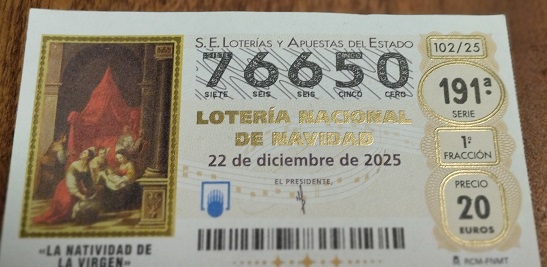 S.E. LOTERÍAS Y APUESTAS DEL ESTADO
102/25
76650
SIETE SEIS SEIS CINCO CERO
191ª
SERIE
LOTERÍA NACIONAL
DE NAVIDAD
22 de diciembre de 2025
1ª
FRACCIÓN
EL PRESIDENTE,
PRECIO
20
EUROS
«LA NATIVIDAD DE
LA VIRGEN»
RCM-FNMT